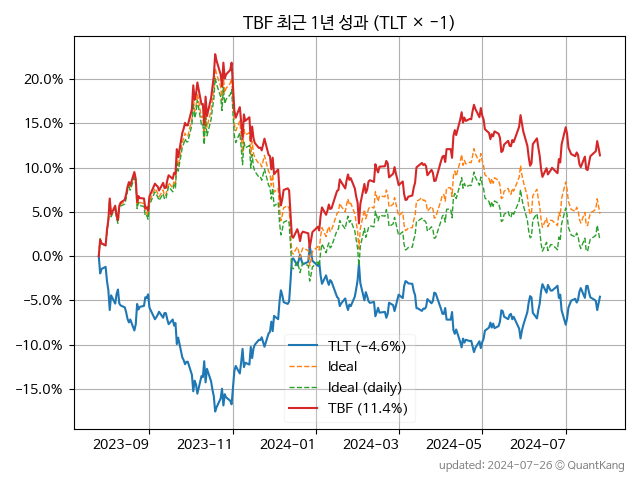 TBF 최근 1년 성과 (TLT × −1)
20.0%
15.0%
10.0%
5.0%
0.0%
−5.0%
−10.0%
−15.0%
TLT (−4.6%)
Ideal
Ideal (daily)
TBF (11.4%)
2023-09
2023-11
2024-01
2024-03
2024-05
2024-07
updated: 2024-07-26 © QuantKang